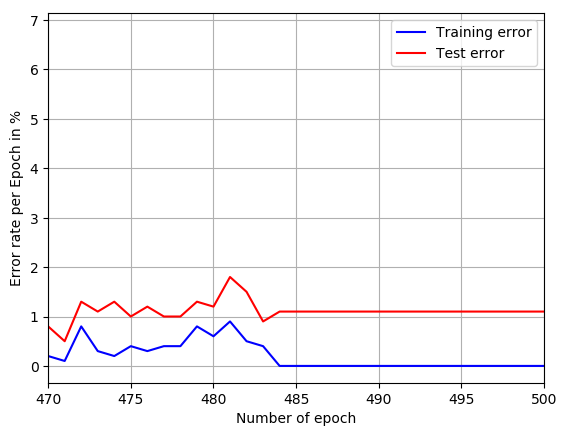 7
6
5
4
3
2
1
0
Error rate per Epoch in %
Training error
Test error
470 475 480 485 490 495 500
Number of epoch